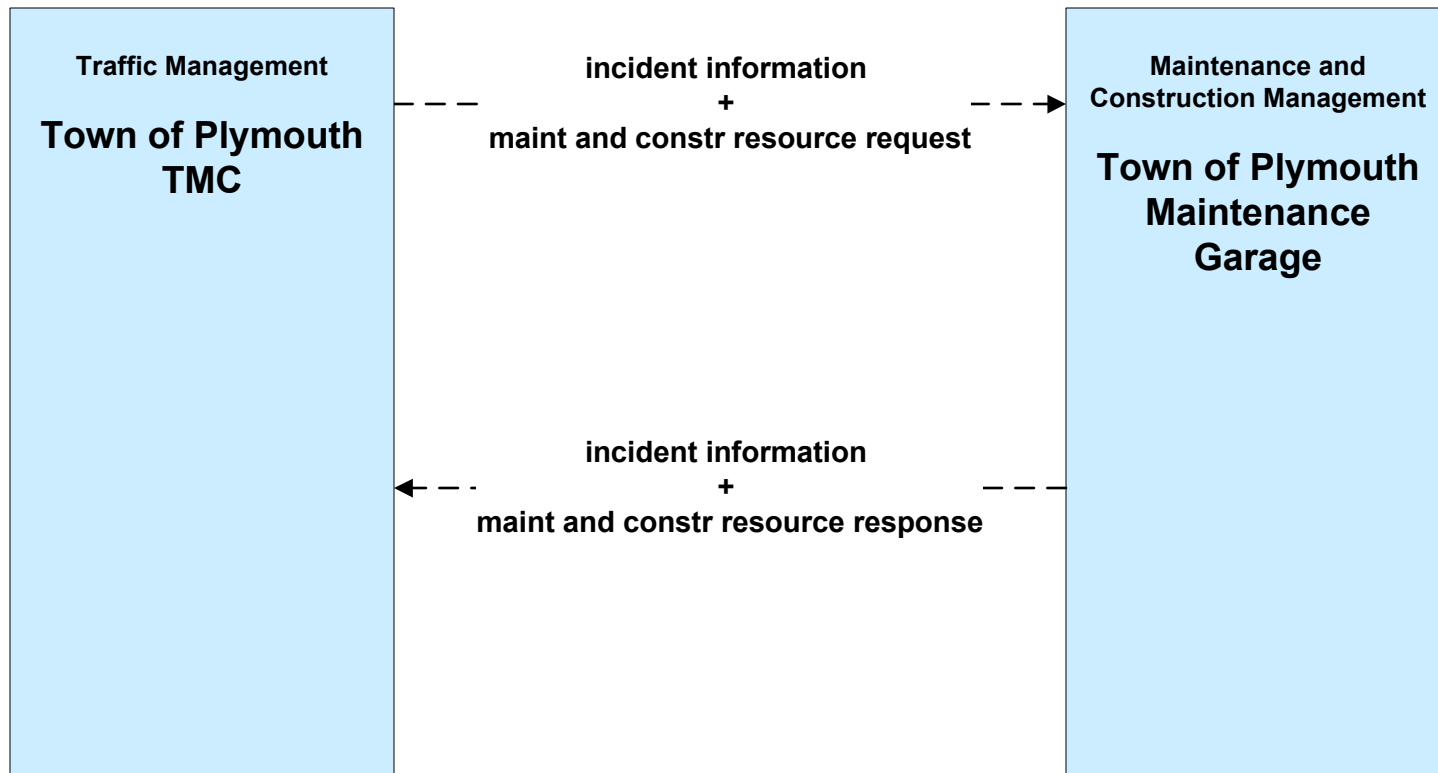 Traffic Management
Town of Plymouth
TMC
incident information
+
maint and constr resource request
Maintenance and
Construction Management
Town of Plymouth
Maintenance
Garage
incident information
+
maint and constr resource response